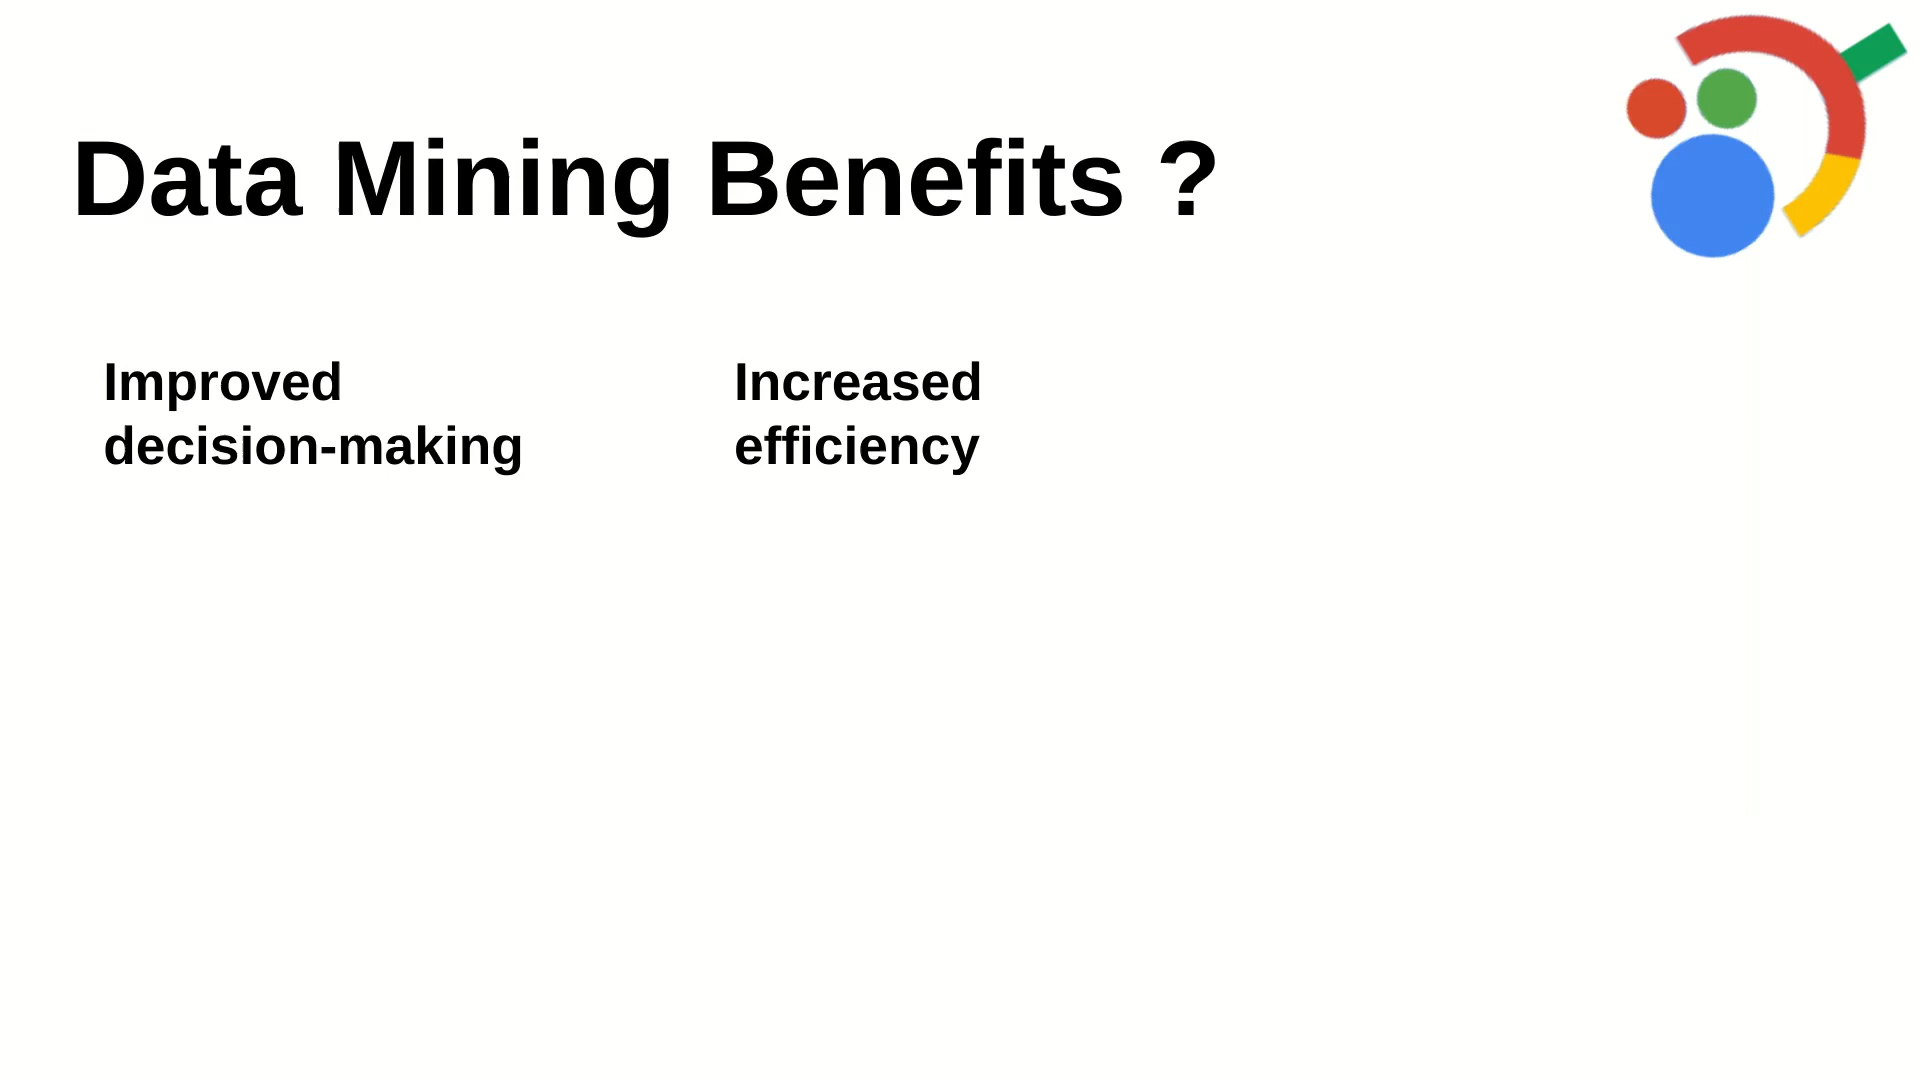 Data Mining Benefits ?
Improved
decision-making
Increased
efficiency